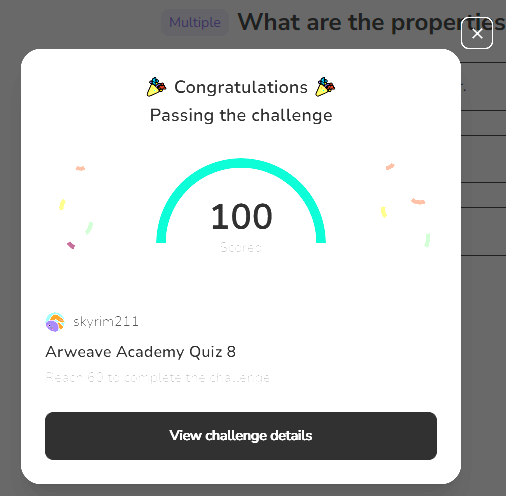 Multiple What are the properties
Congratulations
Passing the challenge
100
Scored
skyrim211
Arweave Academy Quiz 8
Reach 60 to complete the challenge
View challenge details